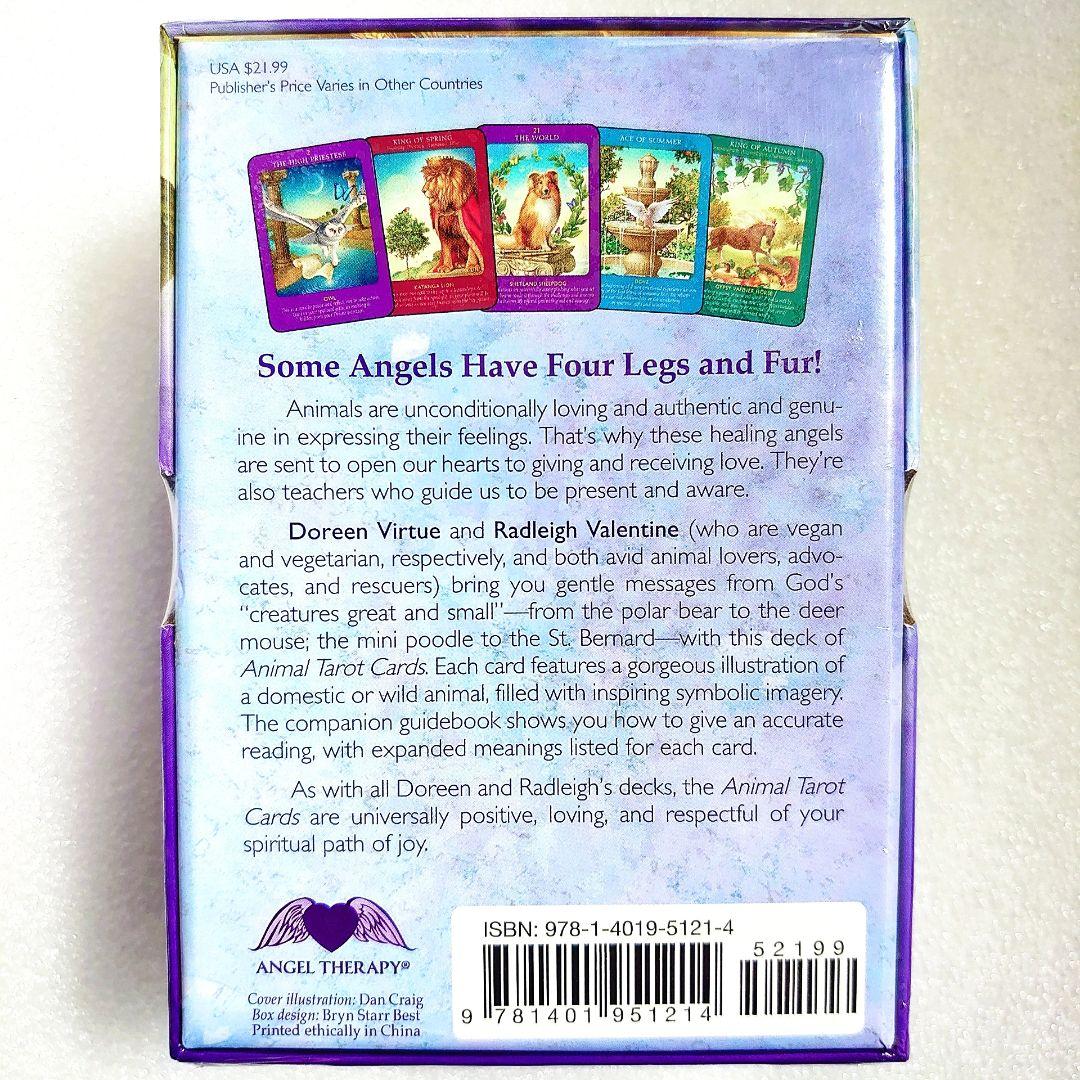 USA $21.99
Publisher's Price Varies in Other Countries
2
THE HIGH PRIESTESS
OWL
KING OF SPRING
KATANGA LION
21
THE WORLD
SHETLAND SHEEPDOG
ACE OF SUMMER
DOVE
KING OF AUTUMN
GYPSY VANNER HORSE
Some Angels Have Four Legs and Fur!
Animals are unconditionally loving and authentic and genu-
ine in expressing their feelings. That's why these healing angels
are sent to open our hearts to giving and receiving love. They're
also teachers who guide us to be present and aware.
Doreen Virtue and Radleigh Valentine (who are vegan
and vegetarian, respectively, and both avid animal lovers, advo-
cates, and rescuers) bring you gentle messages from God's
"creatures great and small"—from the polar bear to the deer
mouse; the mini poodle to the St. Bernard—with this deck of
Animal Tarot Cards. Each card features a gorgeous illustration of
a domestic or wild animal, filled with inspiring symbolic imagery.
The companion guidebook shows you how to give an accurate
reading, with expanded meanings listed for each card.
As with all Doreen and Radleigh's decks, the Animal Tarot
Cards are universally positive, loving, and respectful of your
spiritual path of joy.
ANGEL THERAPY®
Cover illustration: Dan Craig
Box design: Bryn Starr Best
Printed ethically in China
ISBN: 978-1-4019-5121-4
52199
9 781401 951214